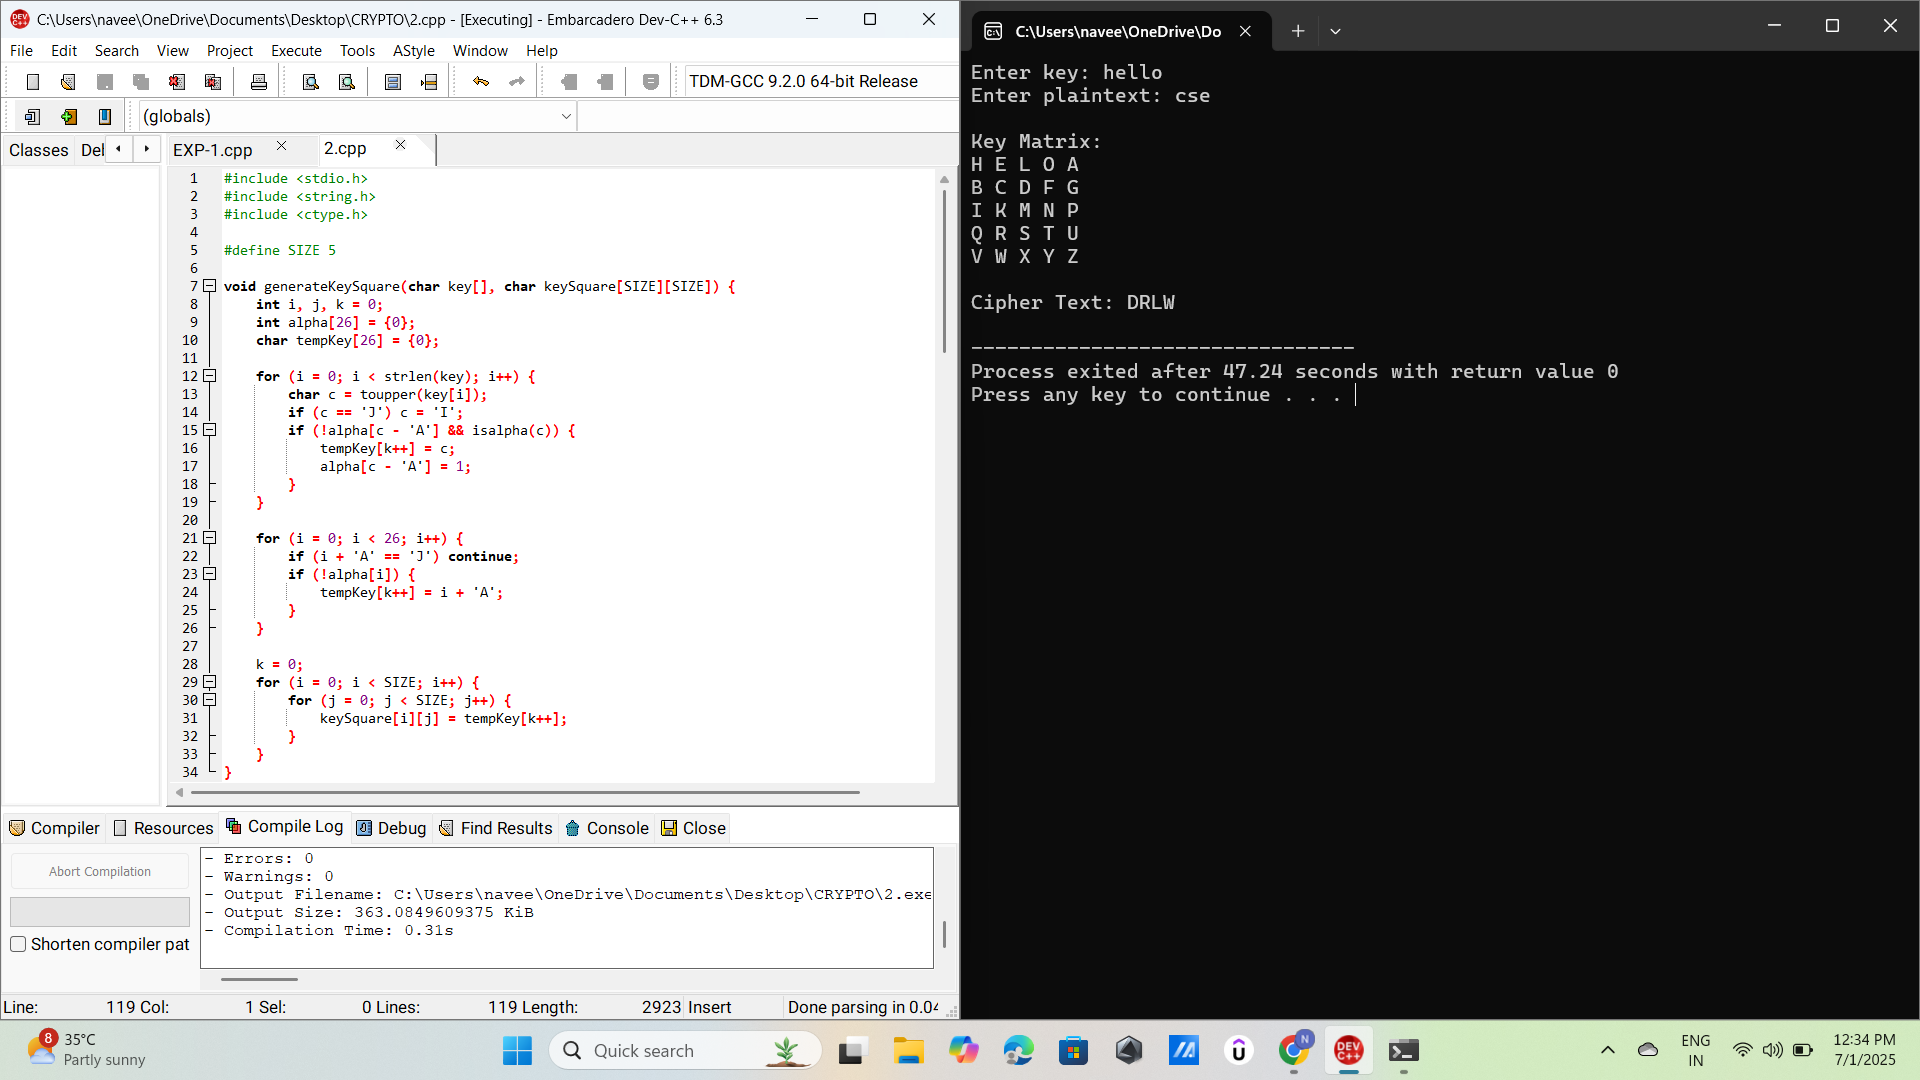 C:\Users\navee\OneDrive\Documents\Desktop\CRYPTO\2.cpp - [Executing] - Embarcadero Dev-C++ 6.3
File Edit Search View Project Execute Tools AStyle Window Help
TDM-GCC 9.2.0 64-bit Release
(globals)
Classes Del
EXP-1.cpp 2.cpp
1 #include <stdio.h>
2 #include <string.h>
3 #include <ctype.h>
4
5 #define SIZE 5
6
7 void generateKeySquare(char key[], char keySquare[SIZE][SIZE]) {
8 int i, j, k = 0;
9 int alpha[26] = {0};
10 char tempKey[26] = {0};
11
12 for (i = 0; i < strlen(key); i++) {
13 char c = toupper(key[i]);
14 if (c == 'J') c = 'I';
15 if (!alpha[c - 'A'] && isalpha(c)) {
16 tempKey[k++] = c;
17 alpha[c - 'A'] = 1;
18 }
19 }
20
21 for (i = 0; i < 26; i++) {
22 if (i + 'A' == 'J') continue;
23 if (!alpha[i]) {
24 tempKey[k++] = i + 'A';
25 }
26 }
27
28 k = 0;
29 for (i = 0; i < SIZE; i++) {
30 for (j = 0; j < SIZE; j++) {
31 keySquare[i][j] = tempKey[k++];
32 }
33 }
34 }
Compiler Resources Compile Log Debug Find Results Console Close
Abort Compilation
Shorten compiler pat
- Errors: 0
- Warnings: 0
- Output Filename: C:\Users\navee\OneDrive\Documents\Desktop\CRYPTO\2.exe
- Output Size: 363.0849609375 KiB
- Compilation Time: 0.31s
Line: 119 Col: 1 Sel: 0 Lines: 119 Length: 2923 Insert Done parsing in 0.04
C:\Users\navee\OneDrive\Do
Enter key: hello
Enter plaintext: cse
Key Matrix:
H E L O A
B C D F G
I K M N P
Q R S T U
V W X Y Z
Cipher Text: DRLW
--------------------------------
Process exited after 47.24 seconds with return value 0
Press any key to continue . . .
8
35°C
Partly sunny
Quick search
N
DEV C++
ENG
IN
12:34 PM
7/1/2025